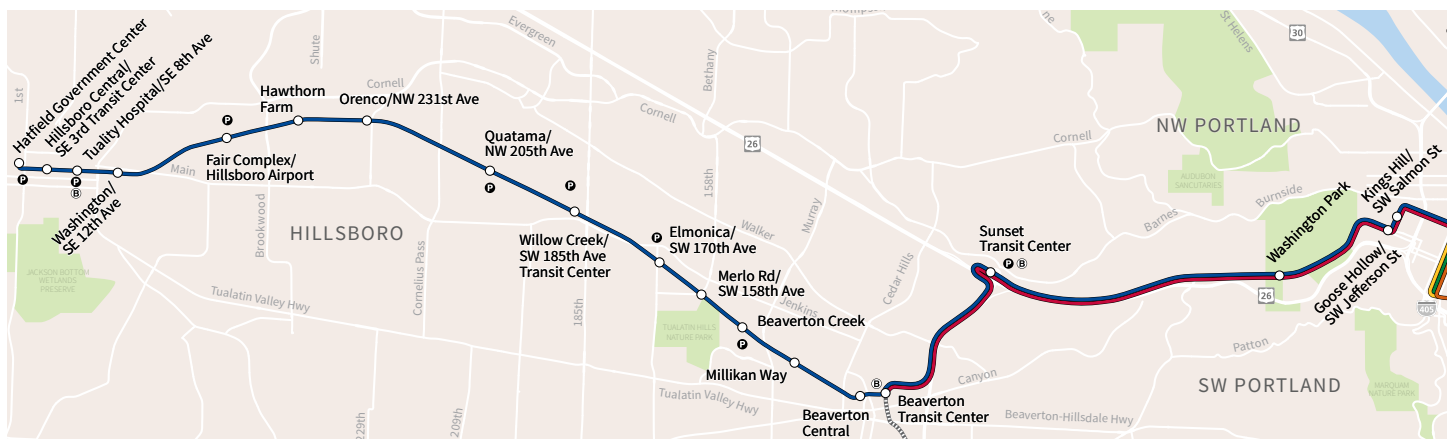 Hatfield Government Center
Hillsboro Central/
SE 3rd Transit Center
Tuality Hospital/SE 8th Ave
Washington/
SE 12th Ave
Fair Complex/
Hillsboro Airport
Hawthorn
Farm
Orenco/NW 231st Ave
Quatama/
NW 205th Ave
Willow Creek/
SW 185th Ave
Transit Center
Elmonica/
SW 170th Ave
Merlo Rd/
SW 158th Ave
Beaverton Creek
Millikan Way
Beaverton
Central
Beaverton
Transit Center
Sunset
Transit Center
Washington Park
Kings Hill/
SW Salmon St
Goose Hollow/
SW Jefferson St
HILLSBORO
NW PORTLAND
SW PORTLAND
1st
Shute
Evergreen
Cornell
Main
Brookwood
Cornelius Pass
Tualatin Valley Hwy
229th
209th
185th
Bethany
Cornell
158th
Walker
Murray
Jenkins
Cedar Hills
Tualatin Valley Hwy
Canyon
Beaverton-Hillsdale Hwy
Cornell
Barnes
Burnside
Patton
St Helens
JACKSON BOTTOM
WETLANDS
PRESERVE
TUALATIN HILLS
NATURE PARK
AUDUBON
SANCTUARIES
MARQUAM
NATURE PARK
26
26
30
405
P
P
B
P
P
P
P
P
B
P
B